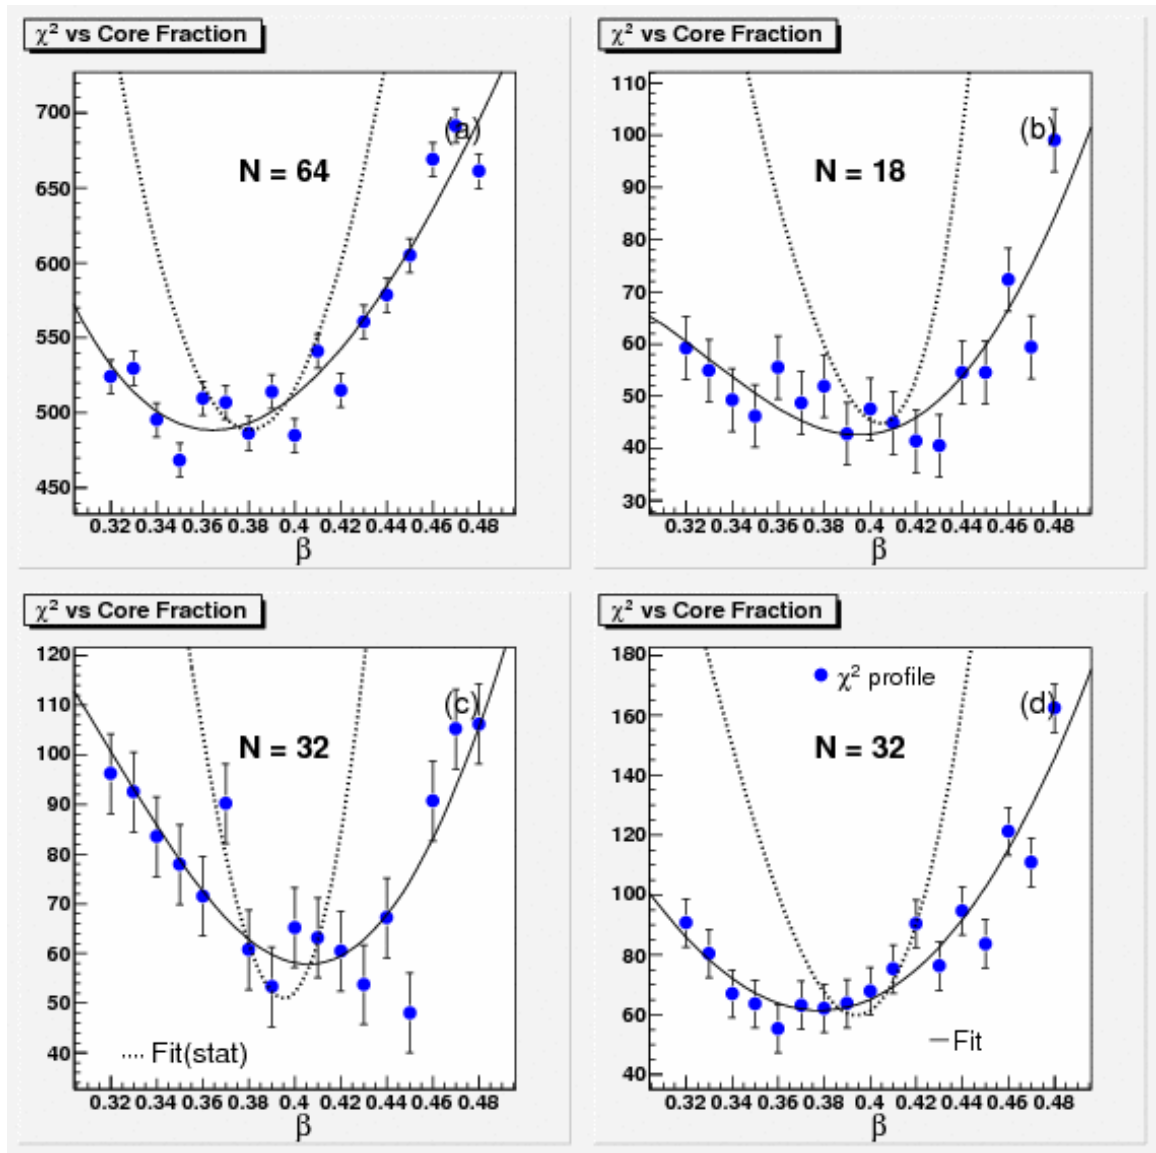 χ² vs Core Fraction
(a)
N = 64
700
650
600
550
500
450
0.32 0.34 0.36 0.38 0.4 0.42 0.44 0.46 0.48
β
χ² vs Core Fraction
(b)
N = 18
110
100
90
80
70
60
50
40
30
0.32 0.34 0.36 0.38 0.4 0.42 0.44 0.46 0.48
β
χ² vs Core Fraction
(c)
N = 32
120
110
100
90
80
70
60
50
40
Fit(stat)
0.32 0.34 0.36 0.38 0.4 0.42 0.44 0.46 0.48
β
χ² vs Core Fraction
χ² profile
(d)
N = 32
180
160
140
120
100
80
60
40
Fit
0.32 0.34 0.36 0.38 0.4 0.42 0.44 0.46 0.48
β